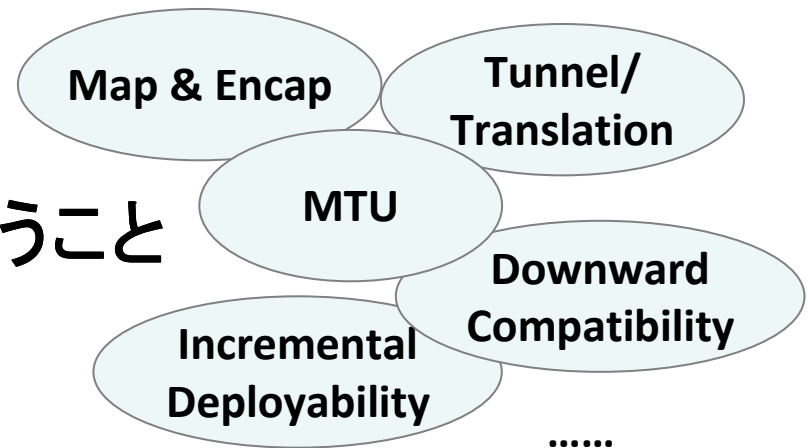 Map & Encap
Tunnel/
Translation
MTU
うこと
Downward
Compatibility
Incremental
Deployability
......